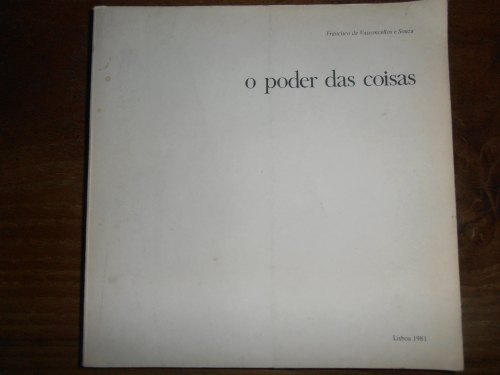 Francisco de Vasconcellos e Souza
o poder das coisas
Lisboa 1981